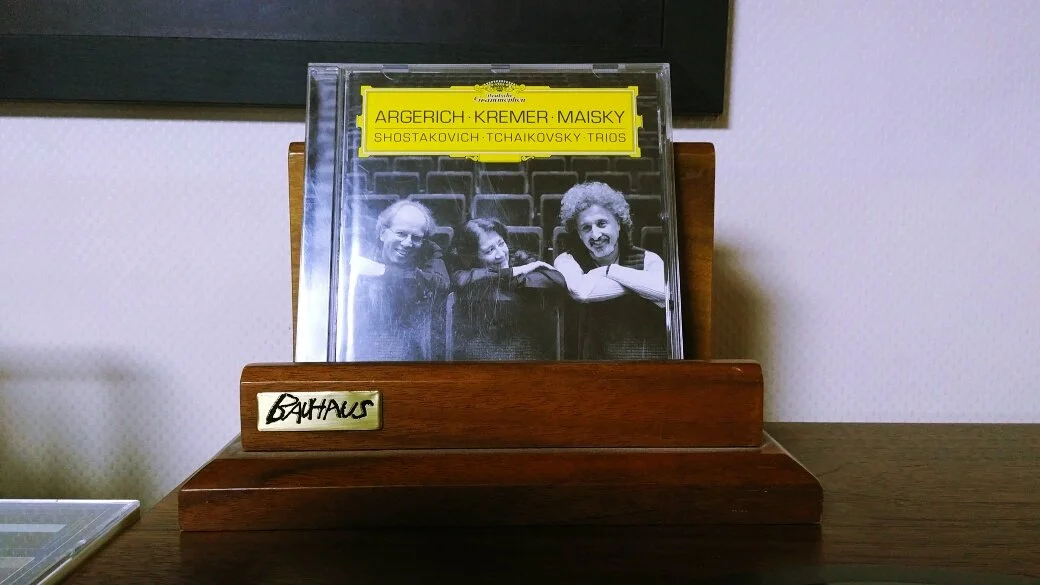 Deutsche
Grammophon
ARGERICH · KREMER · MAISKY
SHOSTAKOVICH · TCHAIKOVSKY · TRIOS
BAUHAUS